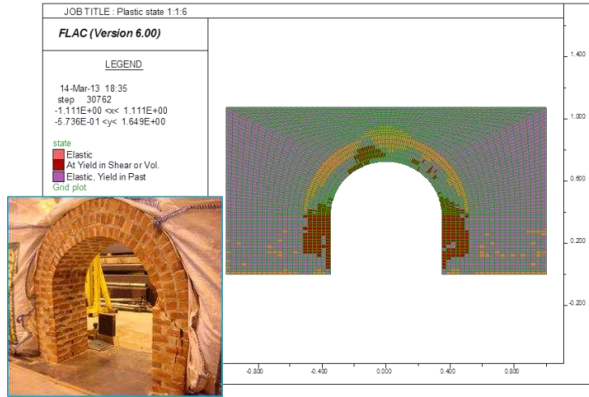 JOB TITLE : Plastic state 1:1:6
FLAC (Version 6.00)
LEGEND
14-Mar-13 18:35
step 30762
-1.111E+00 <x< 1.111E+00
-5.736E-01 <y< 1.649E+00
state
Elastic
At Yield in Shear or Vol.
Elastic, Yield in Past
Grid plot
1.400
1.000
0.600
0.200
-0.200
-0.800 -0.400 0.000 0.400 0.800